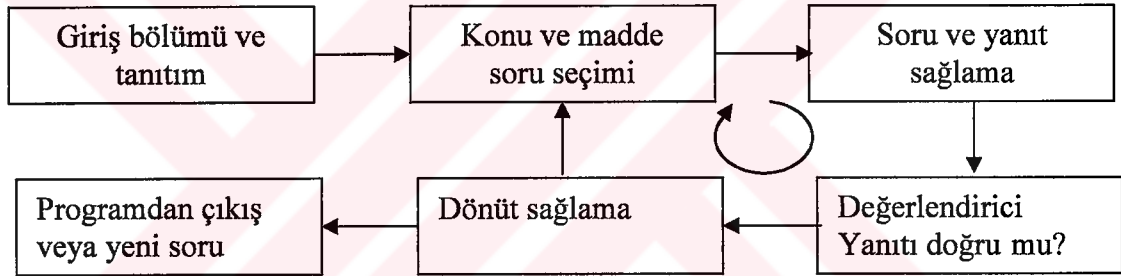 Giriş bölümü ve
tanıtım
Konu ve madde
soru seçimi
Soru ve yanıt
sağlama
Programdan çıkış
veya yeni soru
Dönüt sağlama
Değerlendirici
Yanıtı doğru mu?